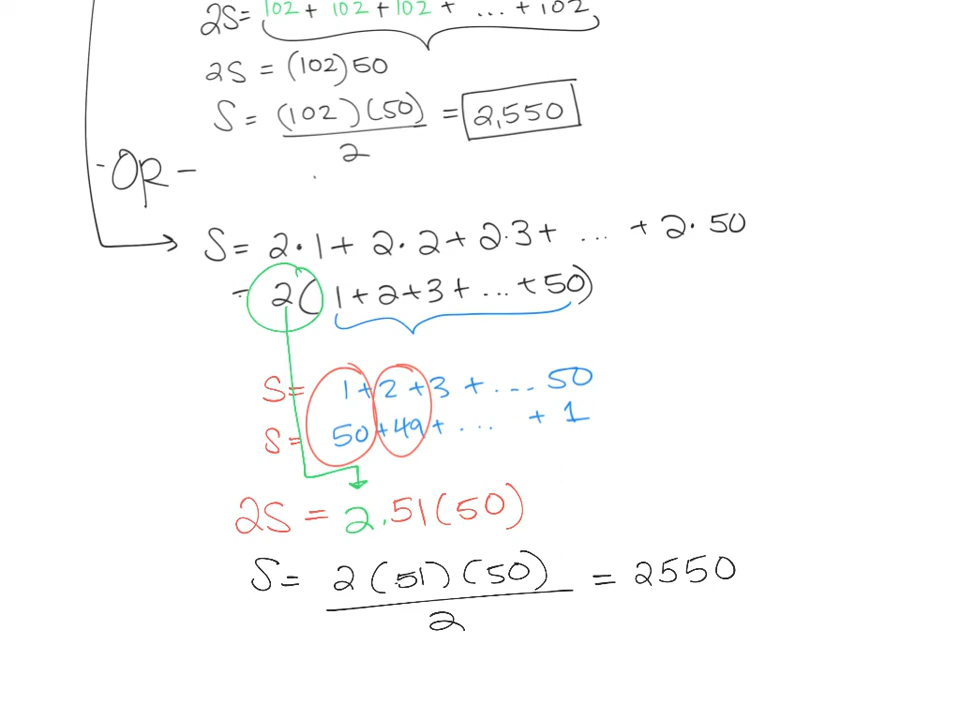 2S = 102 + 102 + 102 + ... + 102
2S = (102) 50
S = (102)(50) / 2 = 2,550
- OR -
S = 2·1 + 2·2 + 2·3 + ... + 2·50
= 2(1 + 2 + 3 + ... + 50)
S = 1 + 2 + 3 + .... 50
S = 50 + 49 + ... + 1
2S = 2.51(50)
S = 2(51)(50) / 2 = 2550